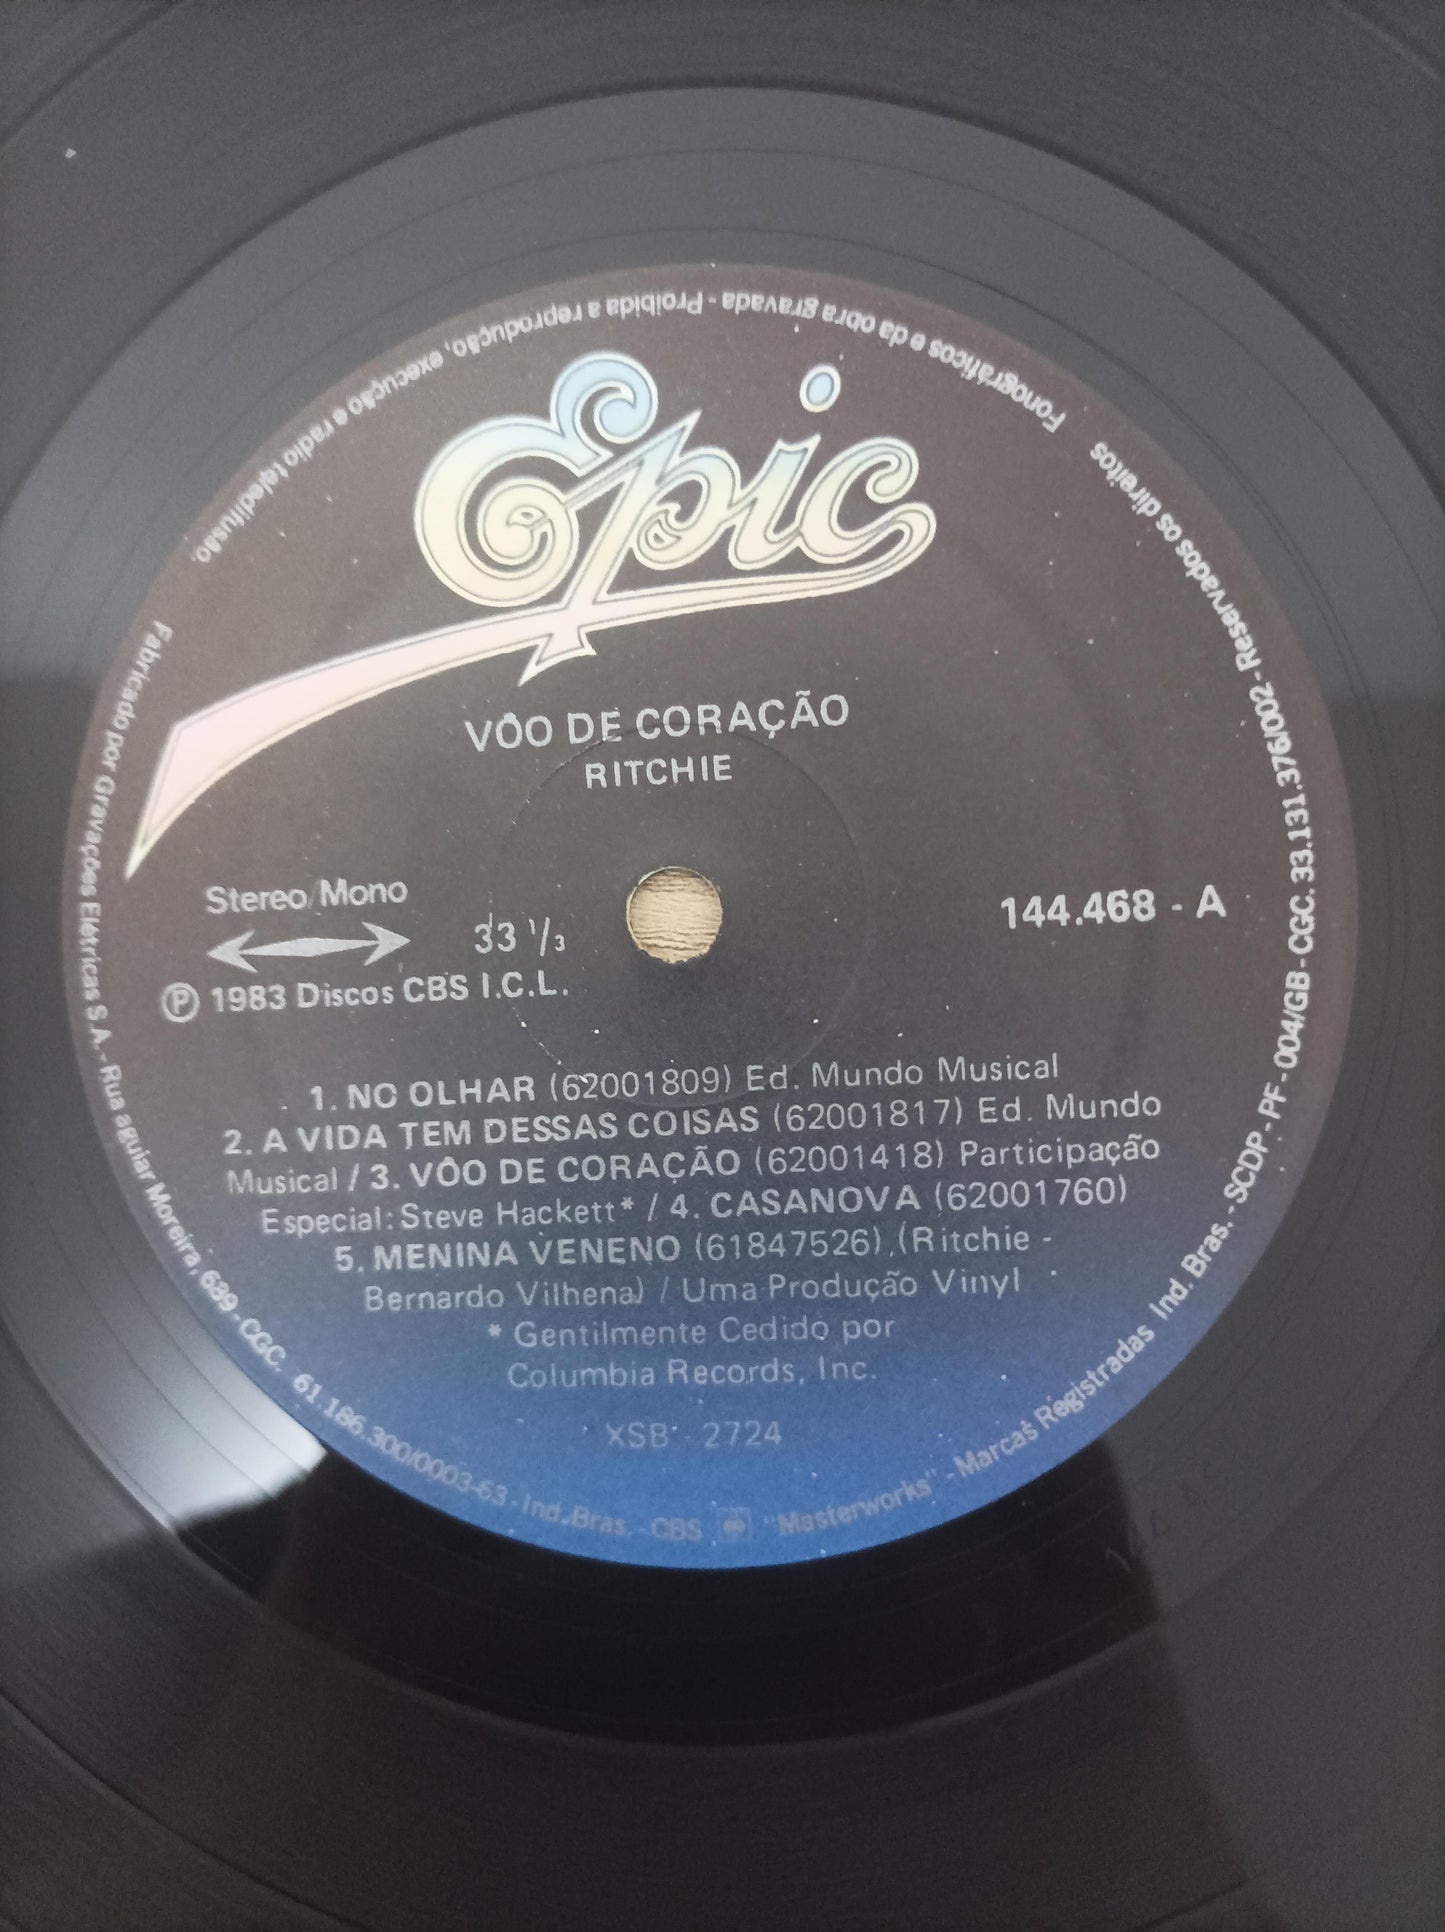 Epic
VÔO DE CORAÇÃO
RITCHIE
Stereo/Mono
33 1/3
144.468 - A
Ⓟ 1983 Discos CBS I.C.L.
1. NO OLHAR (62001809) Ed. Mundo Musical
2. A VIDA TEM DESSAS COISAS (62001817) Ed. Mundo
Musical / 3. VÔO DE CORAÇÃO (62001418) Participação
Especial: Steve Hackett* / 4. CASANOVA (62001760)
5. MENINA VENENO (61847526) (Ritchie -
Bernardo Vilhena) / Uma Produção Vinyl
* Gentilmente Cedido por
Columbia Records, Inc.
XSB - 2724
Fabricado por Gravações Elétricas S.A. - Rua aguiar Moreira, 689 - CGC. 61.186.300/0003-63 - Ind. Bras. - CBS "Masterworks" - Marcas Registradas Ind. Bras. - SCDP - PF - 004/GB - CGC. 33.131.376/002 - Reservados os direitos Fonográficos e da obra gravada - Proibida a reprodução, execução e radio teledifusão.